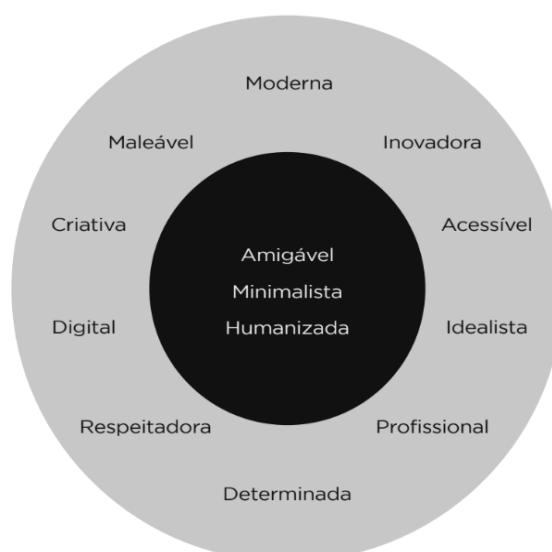 Moderna
Maleável
Inovadora
Criativa
Acessível
Amigável
Minimalista
Humanizada
Digital
Idealista
Respeitadora
Profissional
Determinada